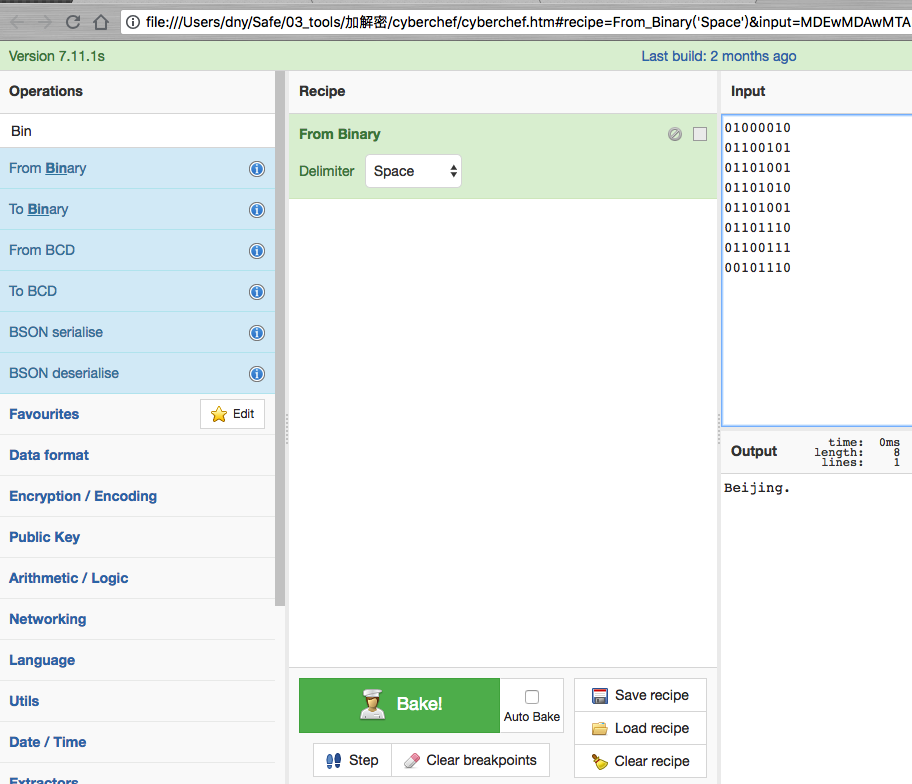 file:///Users/dny/Safe/03_tools/加解密/cyberchef/cyberchef.htm#recipe=From_Binary('Space')&input=MDEwMDAwMTA
Version 7.11.1s
Last build: 2 months ago
Operations
Recipe
Input
Bin
From Binary
To Binary
From BCD
To BCD
BSON serialise
BSON deserialise
Favourites
Edit
Data format
Encryption / Encoding
Public Key
Arithmetic / Logic
Networking
Language
Utils
Date / Time
Extractors
From Binary
Delimiter
Space
Bake!
Auto Bake
Step
Clear breakpoints
Save recipe
Load recipe
Clear recipe
01000010
01100101
01101001
01101010
01101001
01101110
01100111
00101110
Output
time: 0ms
length: 8
lines: 1
Beijing.